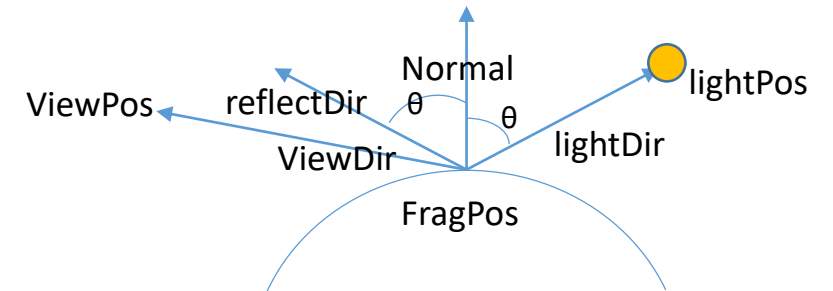 Normal
lightPos
ViewPos
reflectDir
θ
θ
ViewDir
lightDir
FragPos